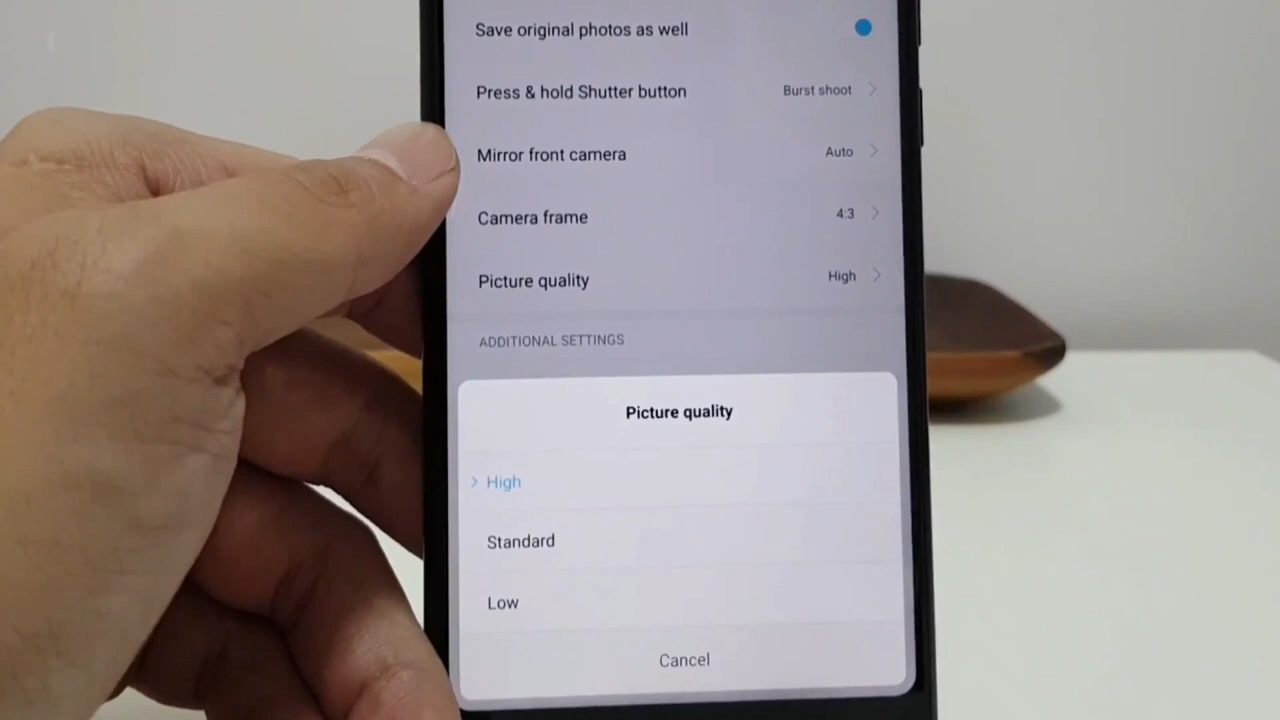 Save original photos as well
Press & hold Shutter button Burst shoot
Mirror front camera Auto
Camera frame 4:3
Picture quality High
ADDITIONAL SETTINGS
Picture quality
High
Standard
Low
Cancel